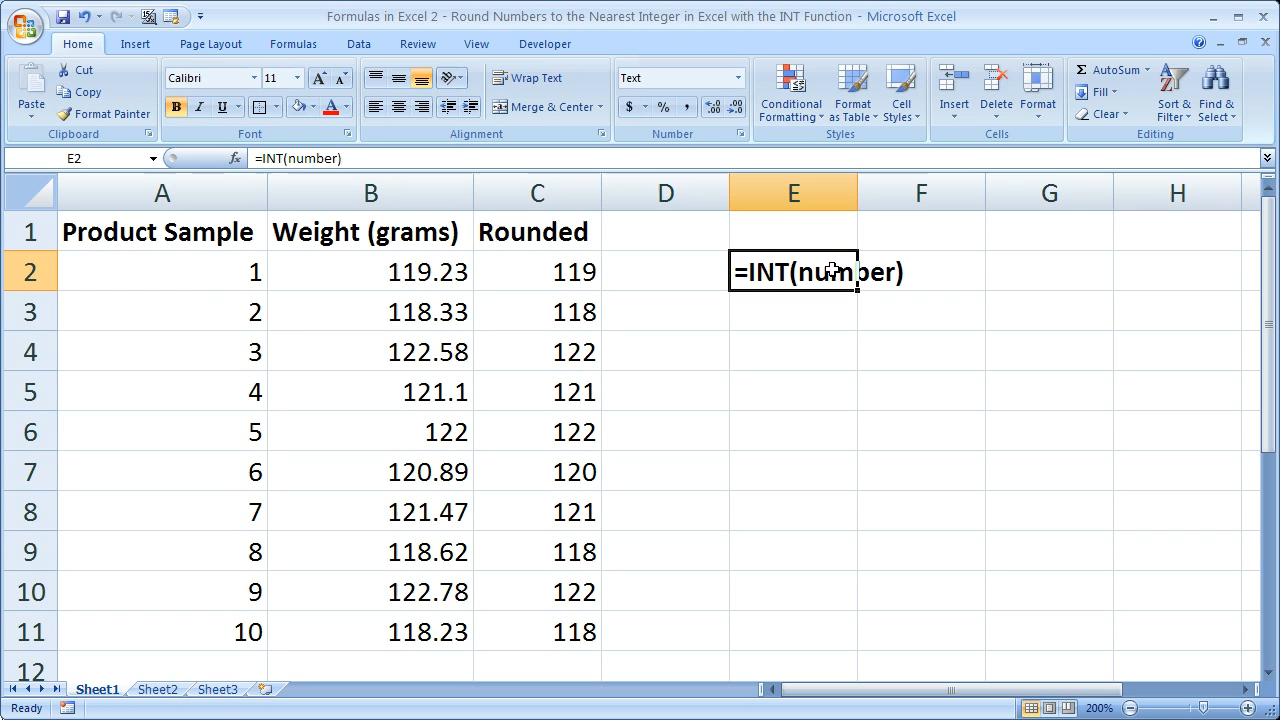 Formulas in Excel 2 - Round Numbers to the Nearest Integer in Excel with the INT Function - Microsoft Excel
Home Insert Page Layout Formulas Data Review View Developer
Paste
Cut
Copy
Format Painter
Clipboard
Calibri 11
B I U
Font
Wrap Text
Merge & Center
Alignment
Text
$ % ,
Number
Conditional Formatting
Format as Table
Cell Styles
Styles
Insert Delete Format
Cells
AutoSum
Fill
Clear
Sort & Filter
Find & Select
Editing
E2 fx =INT(number)
A B C D E F G H
1 Product Sample Weight (grams) Rounded
2 1 119.23 119 =INT(number)
3 2 118.33 118
4 3 122.58 122
5 4 121.1 121
6 5 122 122
7 6 120.89 120
8 7 121.47 121
9 8 118.62 118
10 9 122.78 122
11 10 118.23 118
12
Sheet1 Sheet2 Sheet3
Ready 200%